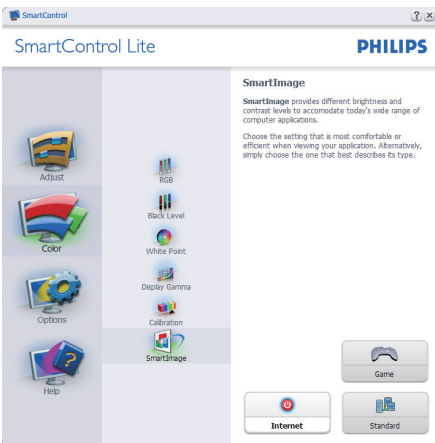 SmartControl
? X
SmartControl Lite
PHILIPS
Adjust
Color
Options
Help
RGB
Black Level
White Point
Display Gamma
Calibration
SmartImage
SmartImage
SmartImage provides different brightness and
contrast levels to accomodate today's wide range of
computer applications.
Choose the setting that is most comfortable or
efficient when viewing your application. Alternatively,
simply choose the one that best describes its type.
Game
Internet
Standard